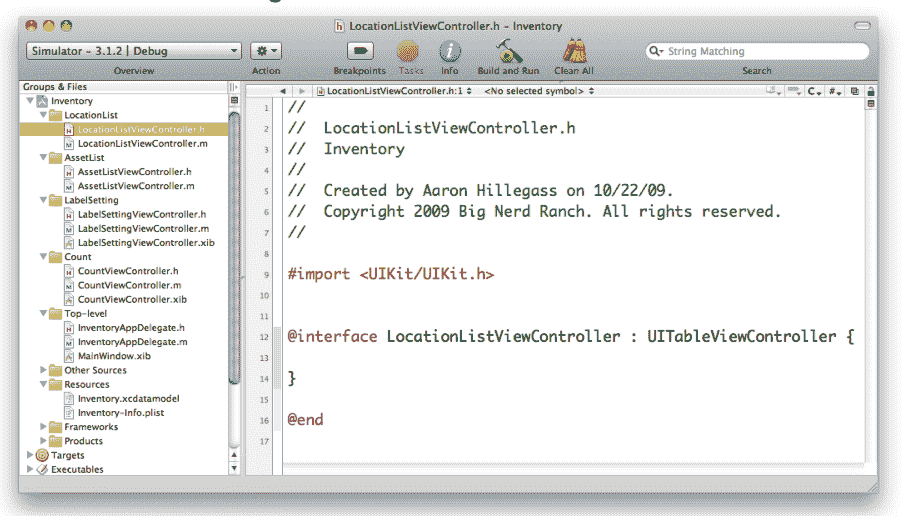 LocationListViewController.h - Inventory
Simulator - 3.1.2 | Debug
String Matching
Overview
Action
Breakpoints
Tasks
Info
Build and Run
Clean All
Search
Groups & Files
Inventory
LocationList
LocationListViewController.h
LocationListViewController.m
AssetList
AssetListViewController.h
AssetListViewController.m
LabelSetting
LabelSettingViewController.h
LabelSettingViewController.m
LabelSettingViewController.xib
Count
CountViewController.h
CountViewController.m
CountViewController.xib
Top-level
InventoryAppDelegate.h
InventoryAppDelegate.m
MainWindow.xib
Other Sources
Resources
Inventory.xcdatamodel
Inventory-Info.plist
Frameworks
Products
Targets
Executables
LocationListViewController.h:1
<No selected symbol>
C
#
1 //
2 // LocationListViewController.h
3 // Inventory
4 //
5 // Created by Aaron Hillegass on 10/22/09.
6 // Copyright 2009 Big Nerd Ranch. All rights reserved.
7 //
8
9 #import <UIKit/UIKit.h>
10
11
12 @interface LocationListViewController : UITableViewController {
13
14 }
15
16 @end
17